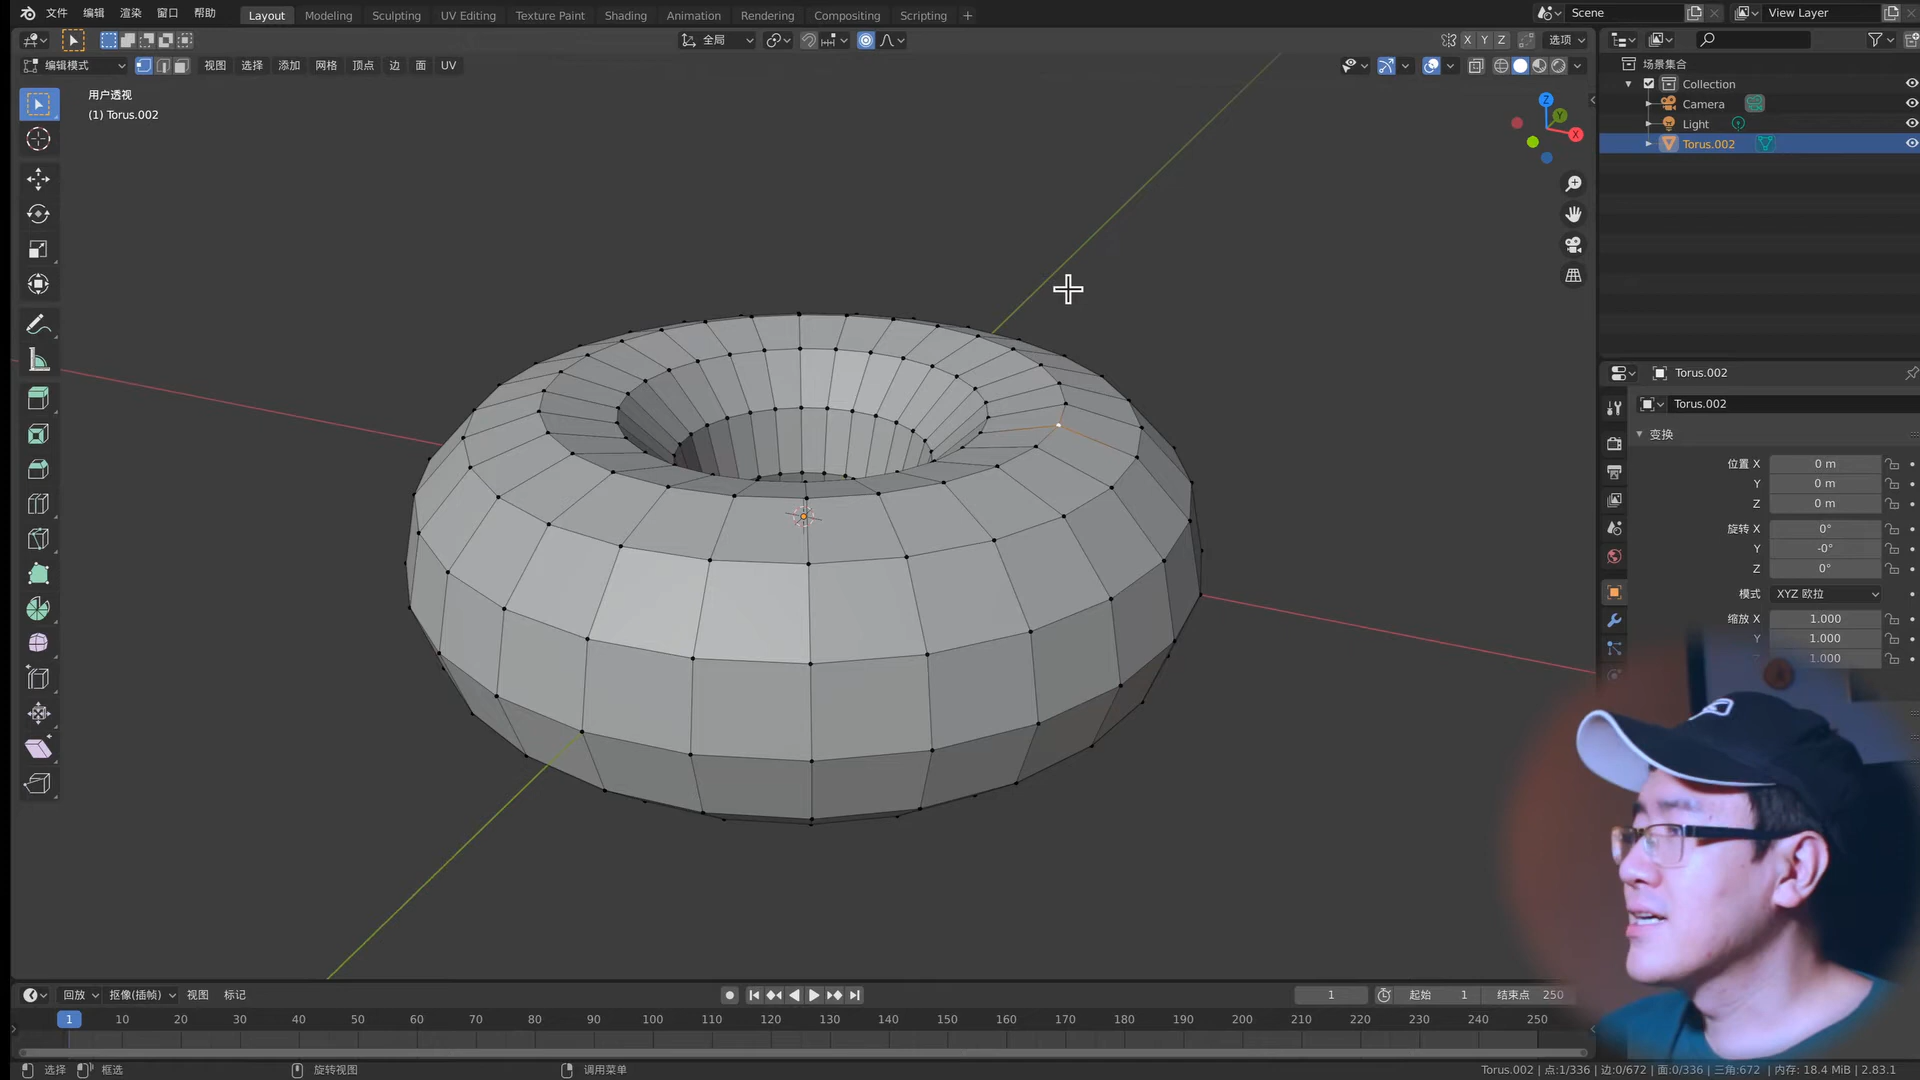 文件 编辑 渲染 窗口 帮助 Layout Modeling Sculpting UV Editing Texture Paint Shading Animation Rendering Compositing Scripting + Scene View Layer
全局 X Y Z 选项
编辑模式 视图 选择 添加 网格 顶点 边 面 UV
用户透视
(1) Torus.002
Z
Y
X
场景集合
Collection
Camera
Light
Torus.002
Torus.002
Torus.002
变换
位置 X 0 m
Y 0 m
Z 0 m
旋转 X 0°
Y -0°
Z 0°
模式 XYZ 欧拉
缩放 X 1.000
Y 1.000
1.000
回放 抠像(插帧) 视图 标记 1 起始 1 结束点 250
1 10 20 30 40 50 60 70 80 90 100 110 120 130 140 150 160 170 180 190 200 210 220 230 240 250
选择 框选 旋转视图 调用菜单 Torus.002 | 点:1/336 | 边:0/672 | 面:0/336 | 三角:672 | 内存: 18.4 MiB | 2.83.1